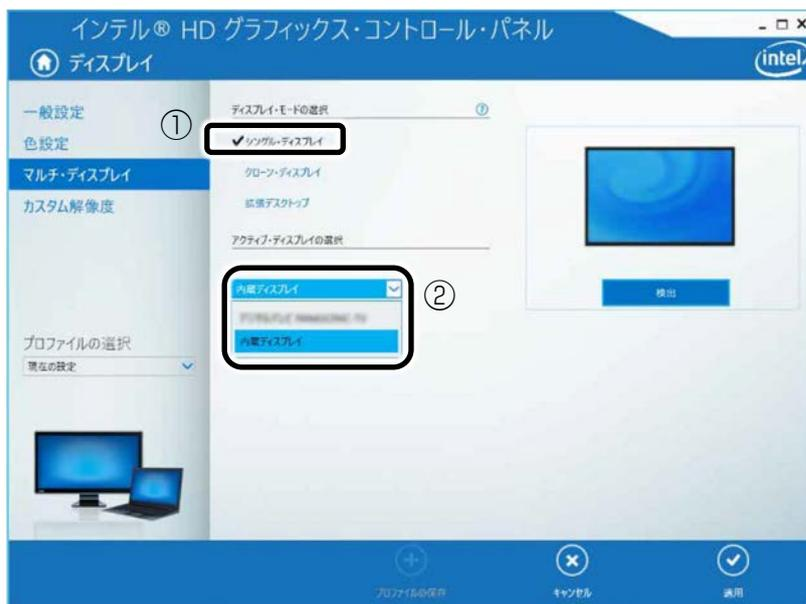 インテル® HD グラフィックス・コントロール・パネル
ディスプレイ
intel
一般設定
色設定
マルチ・ディスプレイ
カスタム解像度
プロファイルの選択
現在の設定
①
ディスプレイ・モードの選択
?
シングル・ディスプレイ
クローン・ディスプレイ
拡張デスクトップ
アクティブ・ディスプレイの選択
内蔵ディスプレイ
②
内蔵ディスプレイ
検出
プロファイルの保存
キャンセル
適用